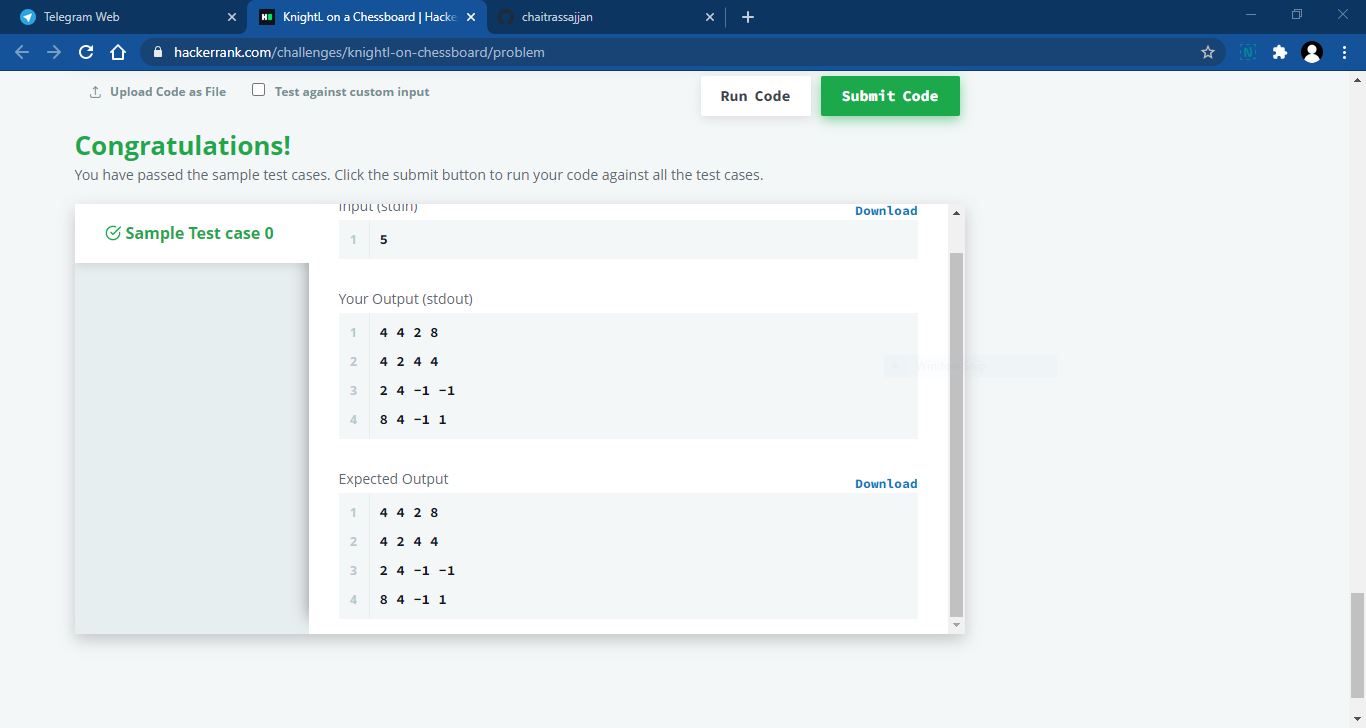 Telegram Web
KnightL on a Chessboard | Hacke
chaitrassajjan
hackerrank.com/challenges/knightl-on-chessboard/problem
Upload Code as File
Test against custom input
Run Code
Submit Code
Congratulations!
You have passed the sample test cases. Click the submit button to run your code against all the test cases.
Sample Test case 0
Input (stdin)
Download
1 5
Your Output (stdout)
1 4 4 2 8
2 4 2 4 4
3 2 4 -1 -1
4 8 4 -1 1
Expected Output
Download
1 4 4 2 8
2 4 2 4 4
3 2 4 -1 -1
4 8 4 -1 1